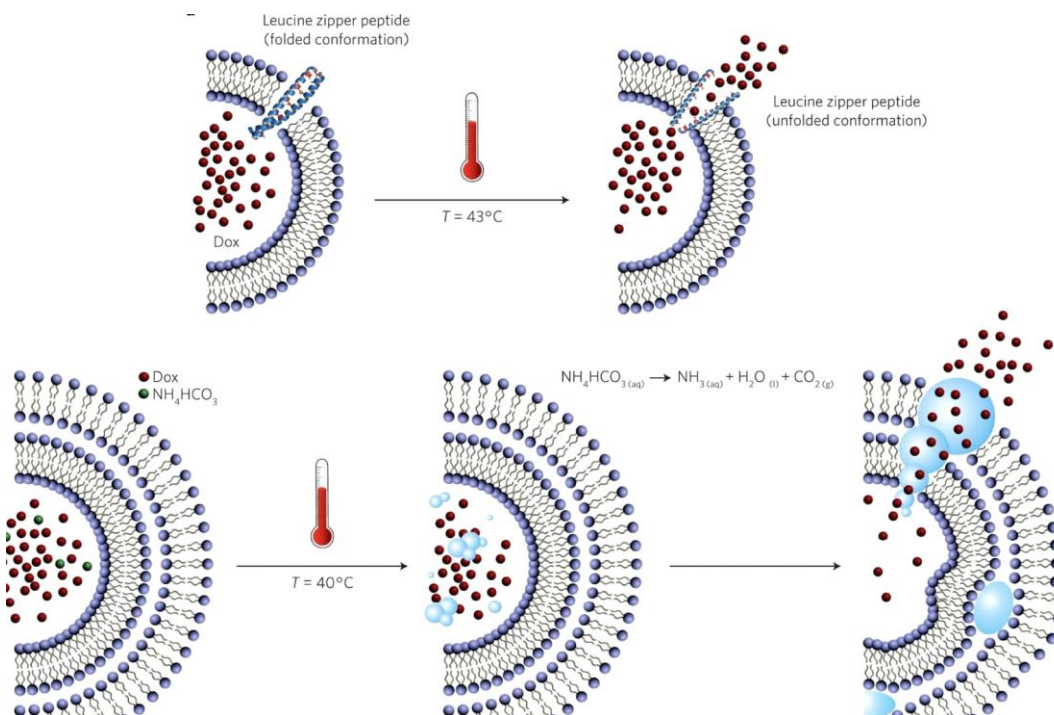 Leucine zipper peptide
(folded conformation)
Leucine zipper peptide
(unfolded conformation)
T = 43°C
Dox
Dox
NH₄HCO₃
NH₄HCO₃ (aq) → NH₃ (aq) + H₂O (l) + CO₂ (g)
T = 40°C